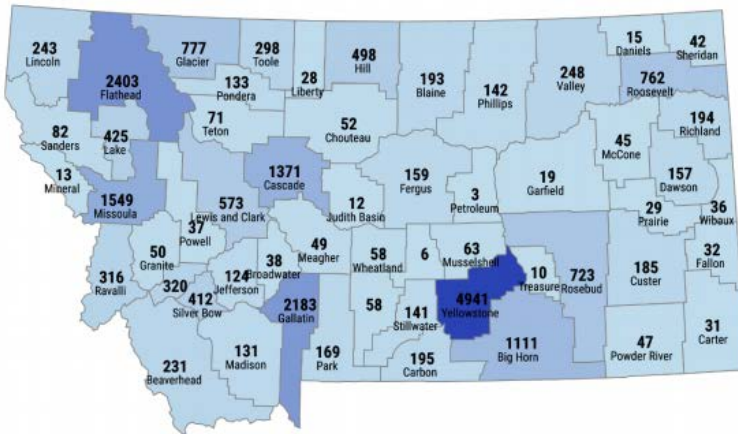 243
Lincoln
2403
Flathead
777
Glacier
298
Toole
28
Liberty
498
Hill
193
Blaine
142
Phillips
248
Valley
15
Daniels
42
Sheridan
762
Roosevelt
133
Pondera
71
Teton
52
Chouteau
82
Sanders
425
Lake
13
Mineral
1549
Missoula
573
Lewis and Clark
1371
Cascade
12
Judith Basin
159
Fergus
3
Petroleum
19
Garfield
45
McCone
194
Richland
157
Dawson
29
Prairie
36
Wibaux
37
Powell
50
Granite
316
Ravalli
320
412
Silver Bow
124
Jefferson
38
Broadwater
49
Meagher
58
Wheatland
6
63
Musselshell
10
Treasure
723
Rosebud
185
Custer
32
Fallon
2183
Gallatin
58
141
Stillwater
4941
Yellowstone
1111
Big Horn
47
Powder River
31
Carter
231
Beaverhead
131
Madison
169
Park
195
Carbon